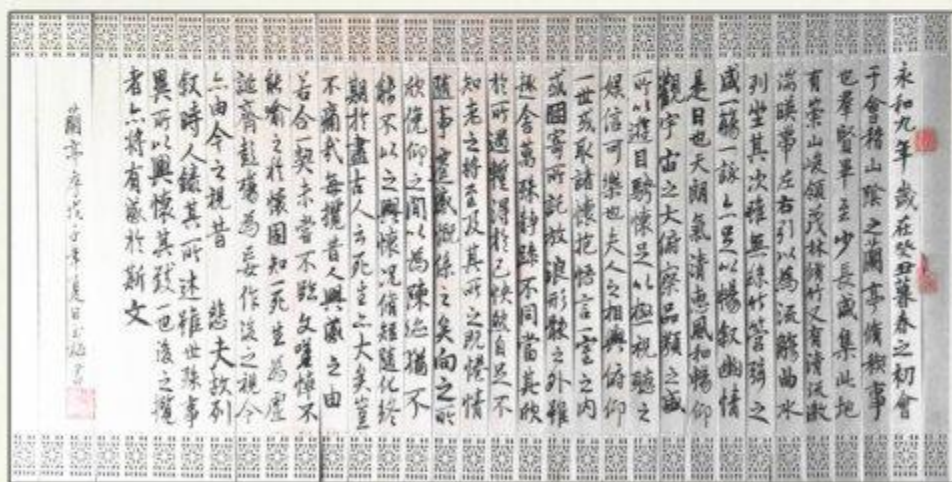 永和九年歲在癸丑暮春之初會
于會稽山陰之蘭亭脩稧事
也羣賢畢至少長咸集此地
有崇山峻領茂林脩竹又有清流激
湍暎帶左右引以為流觴曲水
列坐其次雖無絲竹管弦之
盛一觴一詠亦足以暢叙幽情
是日也天朗氣清惠風和暢仰
觀宇宙之大俯察品類之盛
所以遊目騁懷足以極視聽之
娛信可樂也夫人之相與俯仰
一世或取諸懷抱悟言一室之內
或因寄所託放浪形骸之外雖
趣舍萬殊靜躁不同當其欣
於所遇暫得於己快然自足不
知老之將至及其所之既惓情
隨事遷感慨係之矣向之所
欣俛仰之閒以為陳迹猶不
能不以之興懷況脩短隨化終
期於盡古人云死生亦大矣豈
不痛哉每攬昔人興感之由
若合一契未嘗不臨文嗟悼不
能喻之於懷固知一死生為虛
誕齊彭殤為妄作後之視今
亦由今之視昔 悲夫故列
叙時人錄其所述雖世殊事
異所以興懷其致一也後之攬
者亦將有感於斯文
蘭亭序戊子年夏日書